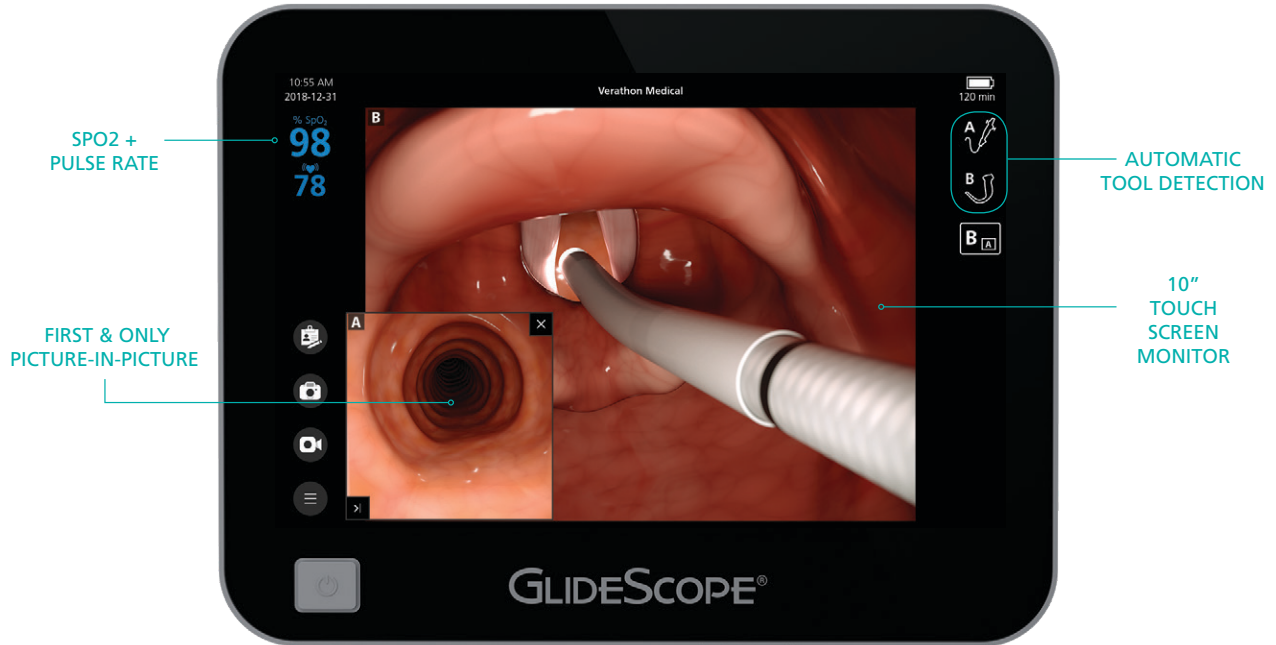 10:55 AM
2018-12-31
Verathon Medical
120 min
% SpO₂
98
78
SPO2 +
PULSE RATE
FIRST & ONLY
PICTURE-IN-PICTURE
B
A
A
B
B A
AUTOMATIC
TOOL DETECTION
10”
TOUCH
SCREEN
MONITOR
GLIDESCOPE®